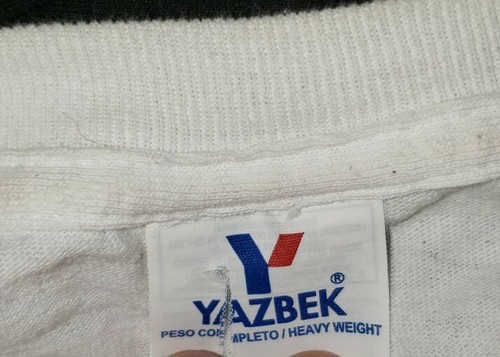 Y
YAZBEK®
PESO COMPLETO / HEAVY WEIGHT